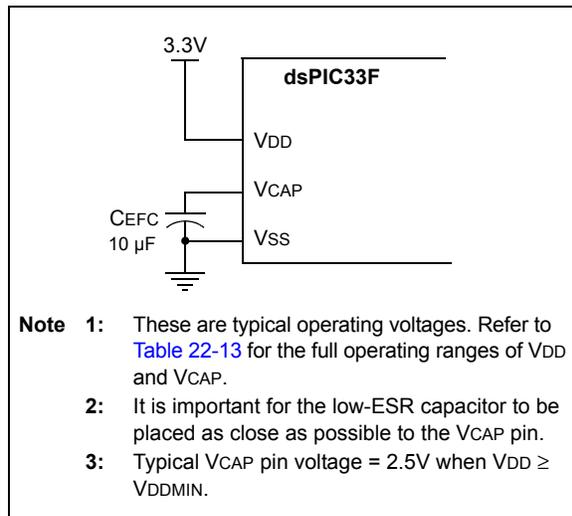 3.3V
dsPIC33F
VDD
VCAP
CEFC
10 µF
VSS
Note 1: These are typical operating voltages. Refer to
Table 22-13 for the full operating ranges of VDD
and VCAP.
2: It is important for the low-ESR capacitor to be
placed as close as possible to the VCAP pin.
3: Typical VCAP pin voltage = 2.5V when VDD ≥
VDDMIN.